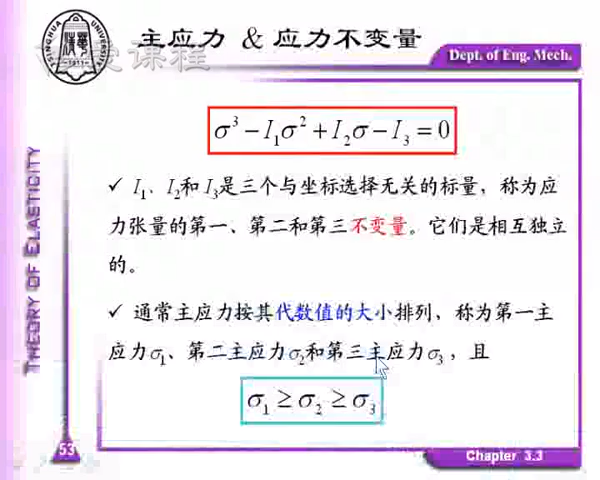 主应力 & 应力不变量
Dept. of Eng. Mech.
TSINGHUA UNIVERSITY
1911
课程
σ³ − I₁σ² + I₂σ − I₃ = 0
✓ I₁、I₂和I₃是三个与坐标选择无关的标量，称为应
力张量的第一、第二和第三不变量。它们是相互独立
的。
✓ 通常主应力按其代数值的大小排列，称为第一主
应力σ₁、第二主应力σ₂和第三主应力σ₃，且
σ₁ ≥ σ₂ ≥ σ₃
THEORY OF ELASTICITY
53
Chapter 3.3